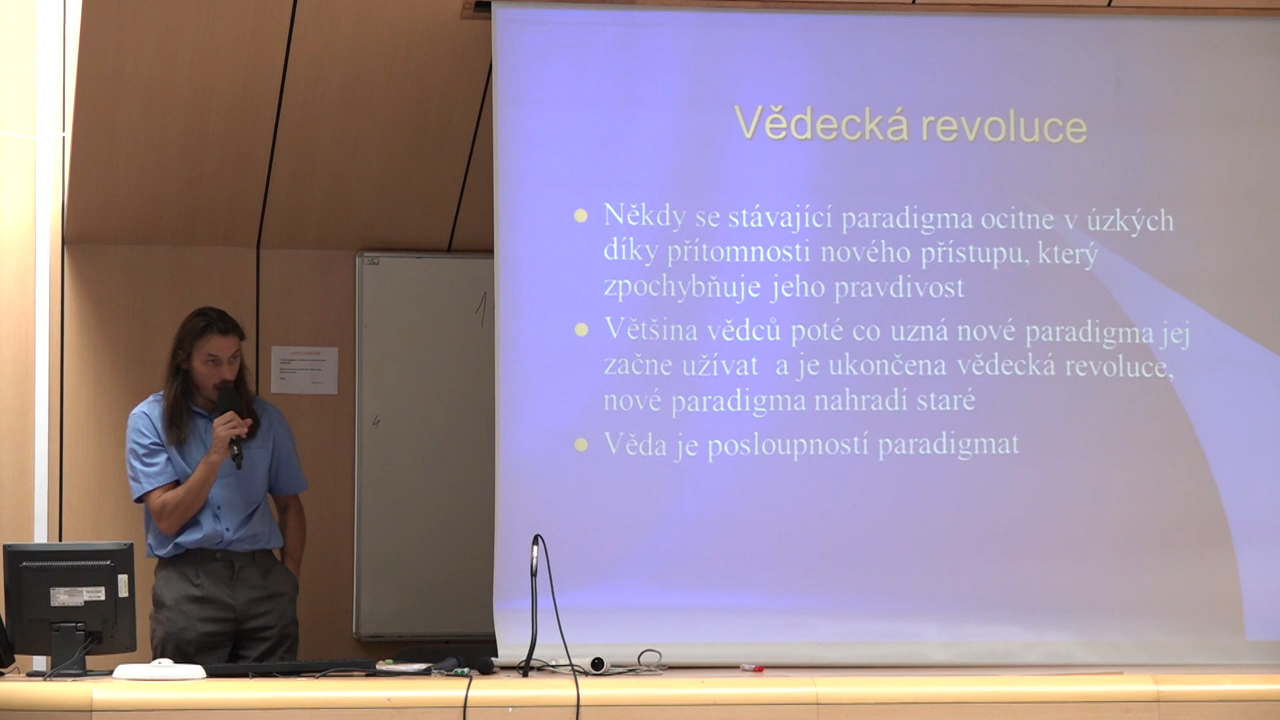 Vědecká revoluce
Někdy se stávající paradigma ocitne v úzkých
díky přítomnosti nového přístupu, který
zpochybňuje jeho pravdivost
Většina vědců poté co uzná nové paradigma jej
začne užívat a je ukončena vědecká revoluce,
nové paradigma nahradí staré
Věda je posloupností paradigmat